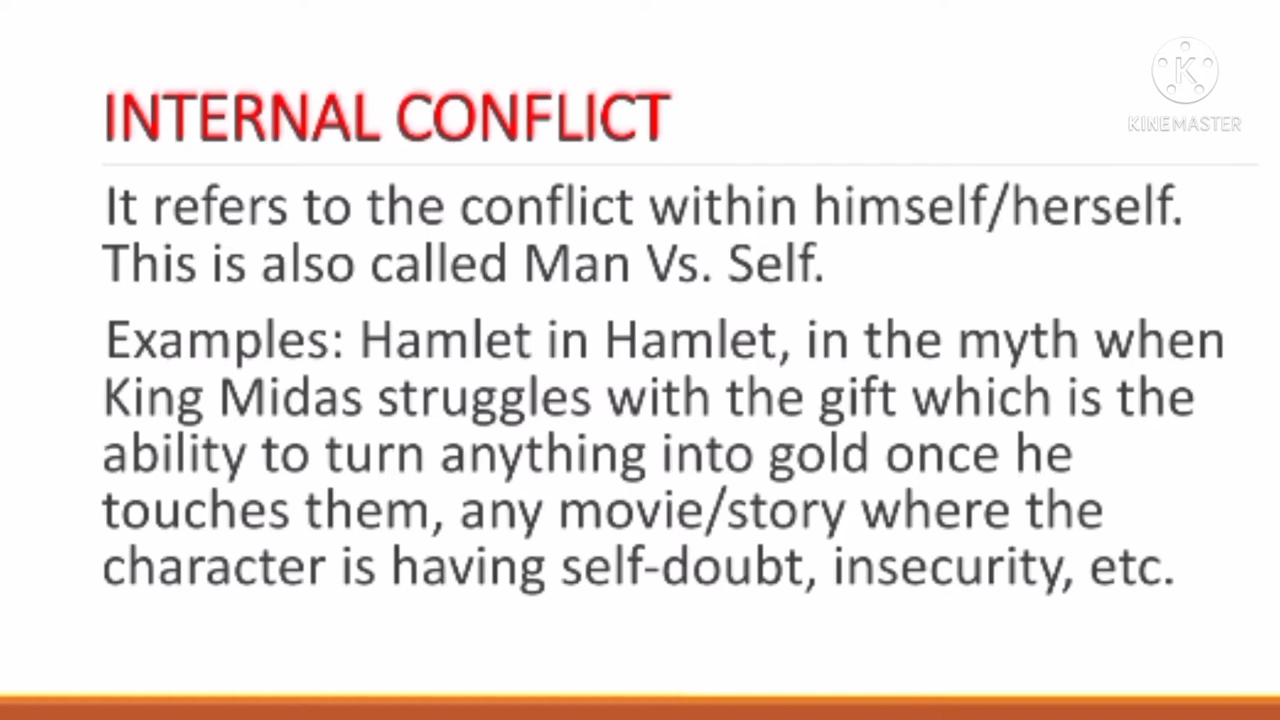 K
KINEMASTER
INTERNAL CONFLICT
It refers to the conflict within himself/herself.
This is also called Man Vs. Self.
Examples: Hamlet in Hamlet, in the myth when
King Midas struggles with the gift which is the
ability to turn anything into gold once he
touches them, any movie/story where the
character is having self-doubt, insecurity, etc.